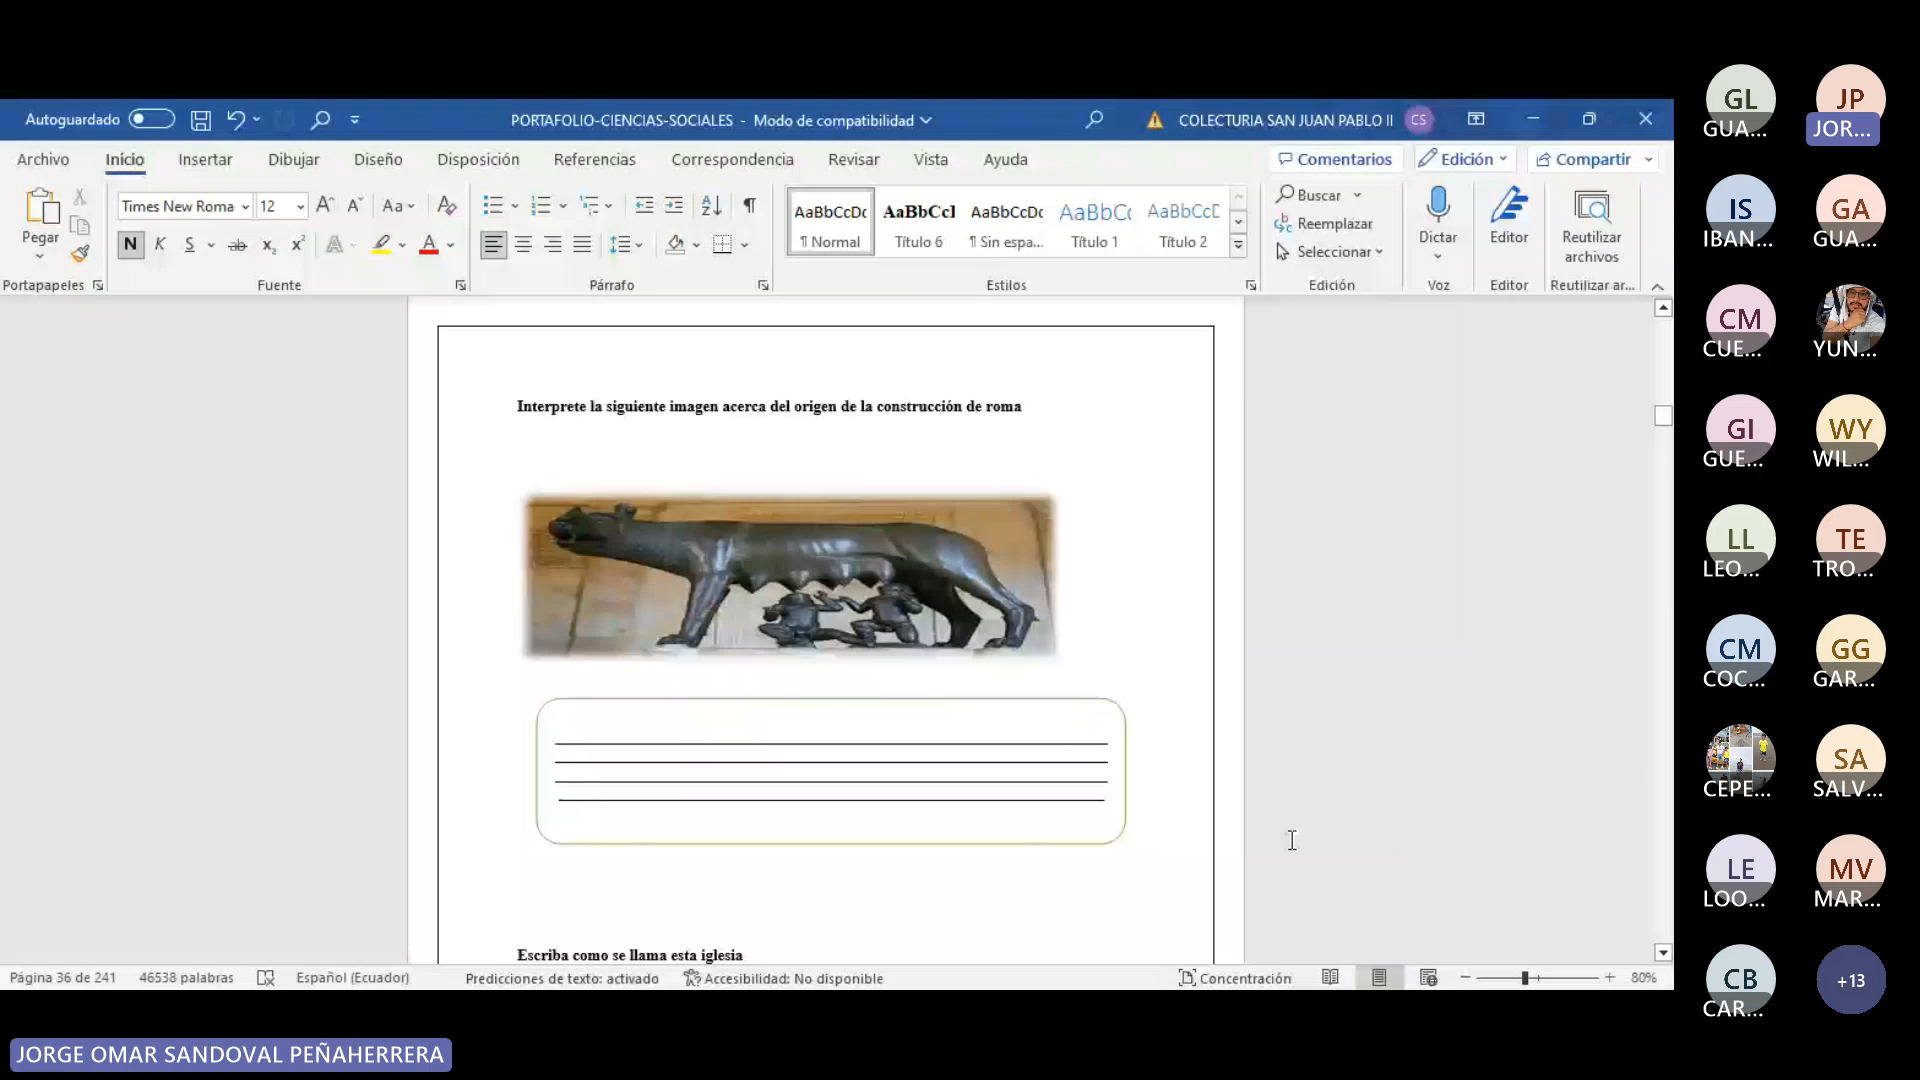 Autoguardado
PORTAFOLIO-CIENCIAS-SOCIALES - Modo de compatibilidad
COLECTURIA SAN JUAN PABLO II
CS
Archivo Inicio Insertar Dibujar Diseño Disposición Referencias Correspondencia Revisar Vista Ayuda
Comentarios Edición Compartir
Pegar
Portapapeles
Times New Roma 12
Aa
N K S ab x₂ x²
Fuente
Párrafo
AaBbCcDc AaBbCcI AaBbCcDc AaBbCc AaBbCcE
¶ Normal Título 6 ¶ Sin espa... Título 1 Título 2
Estilos
Buscar
Reemplazar
Seleccionar
Edición
Dictar
Voz
Editor
Editor
Reutilizar
archivos
Reutilizar ar...
Interprete la siguiente imagen acerca del origen de la construcción de roma
Escriba como se llama esta iglesia
Página 36 de 241 46538 palabras Español (Ecuador) Predicciones de texto: activado Accesibilidad: No disponible Concentración 80%
JORGE OMAR SANDOVAL PEÑAHERRERA
GL JP
GUA... JOR...
IS GA
IBAN... GUA...
CM
CUE... YUN...
GI WY
GUE... WIL...
LL TE
LEO... TRO...
CM GG
COC... GAR...
SA
CEPE... SALV...
LE MV
LOO... MAR...
CB +13
CAR...